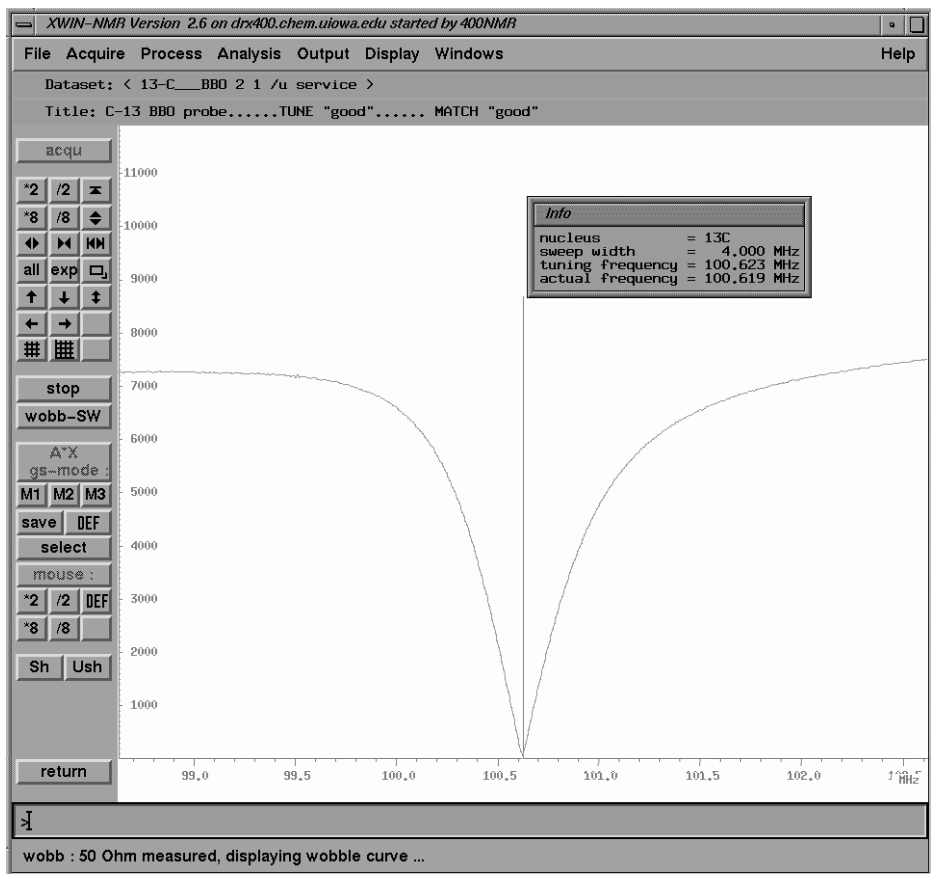 XWIN-NMR Version 2.6 on drx400.chem.uiowa.edu started by 400NMR
File Acquire Process Analysis Output Display Windows Help
Dataset: < 13-C___BBO 2 1 /u service >
Title: C-13 BBO probe......TUNE "good"...... MATCH "good"
acqu
*2 /2
*8 /8
all exp
stop
wobb-SW
A*X
gs-mode :
M1 M2 M3
save DEF
select
mouse :
*2 /2 DEF
*8 /8
Sh Ush
return
11000
10000
9000
8000
7000
6000
5000
4000
3000
2000
1000
Info
nucleus = 13C
sweep width = 4.000 MHz
tuning frequency = 100.623 MHz
actual frequency = 100.619 MHz
99.0 99.5 100.0 100.5 101.0 101.5 102.0
MHz
>
wobb : 50 Ohm measured, displaying wobble curve ...